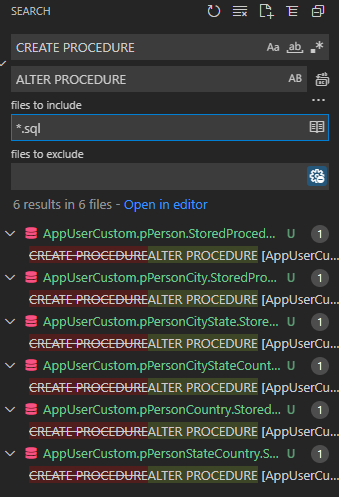 SEARCH
CREATE PROCEDURE Aa ab .*
ALTER PROCEDURE AB
files to include
*.sql
files to exclude
6 results in 6 files - Open in editor
AppUserCustom.pPerson.StoredProced... U 1
CREATE PROCEDUREALTER PROCEDURE [AppUserCu...
AppUserCustom.pPersonCity.StoredPro... U 1
CREATE PROCEDUREALTER PROCEDURE [AppUserCu...
AppUserCustom.pPersonCityState.Store... U 1
CREATE PROCEDUREALTER PROCEDURE [AppUserCu...
AppUserCustom.pPersonCityStateCount... U 1
CREATE PROCEDUREALTER PROCEDURE [AppUserCu...
AppUserCustom.pPersonCountry.Stored... U 1
CREATE PROCEDUREALTER PROCEDURE [AppUserCu...
AppUserCustom.pPersonStateCountry.S... U 1
CREATE PROCEDUREALTER PROCEDURE [AppUserCu...